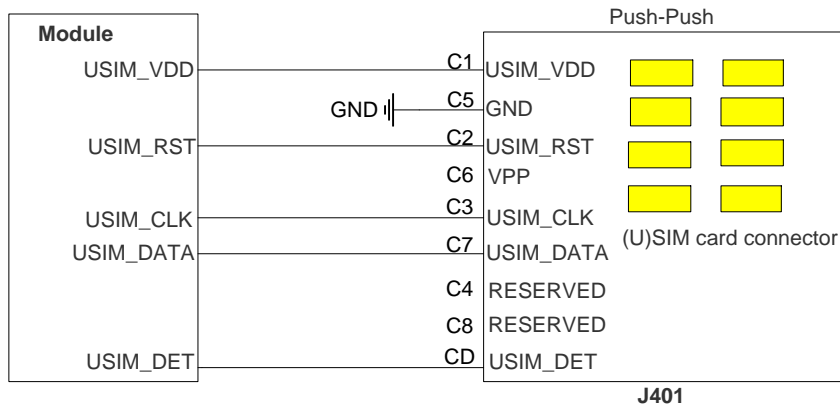 Push-Push
Module
USIM_VDD C1 USIM_VDD
GND C5 GND
USIM_RST C2 USIM_RST
C6 VPP
USIM_CLK C3 USIM_CLK
USIM_DATA C7 USIM_DATA
(U)SIM card connector
C4 RESERVED
C8 RESERVED
USIM_DET CD USIM_DET
J401